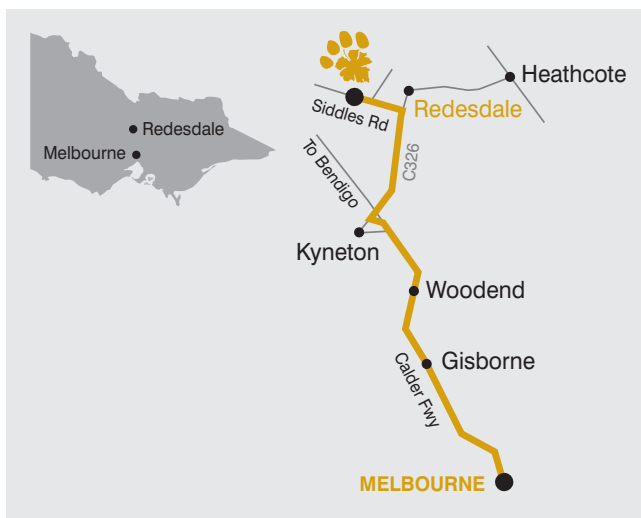 Redesdale
Melbourne
Heathcote
Redesdale
Siddles Rd
C326
To Bendigo
Kyneton
Woodend
Gisborne
Calder Fwy
MELBOURNE